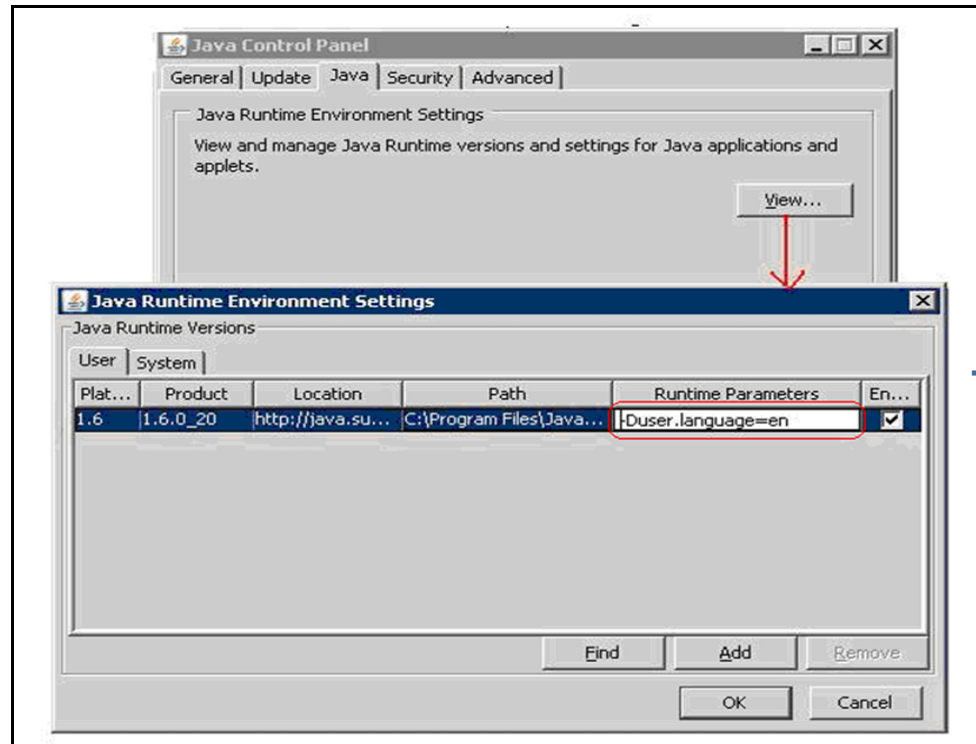 Java Control Panel
General Update Java Security Advanced
Java Runtime Environment Settings
View and manage Java Runtime versions and settings for Java applications and
applets.
View...
Java Runtime Environment Settings
Java Runtime Versions
User System
Plat... Product Location Path Runtime Parameters En...
1.6 1.6.0_20 http://java.su... C:\Program Files\Java... -Duser.language=en
Find Add Remove
OK Cancel